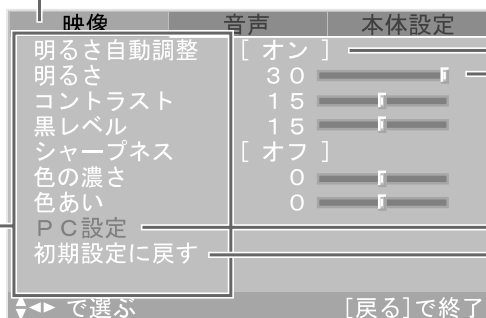 映像 音声 本体設定
明るさ自動調整 [ オン ]
明るさ ３０
コントラスト １５
黒レベル １５
シャープネス [ オフ ]
色の濃さ ０
色あい ０
ＰＣ設定
初期設定に戻す
で選ぶ [戻る]で終了